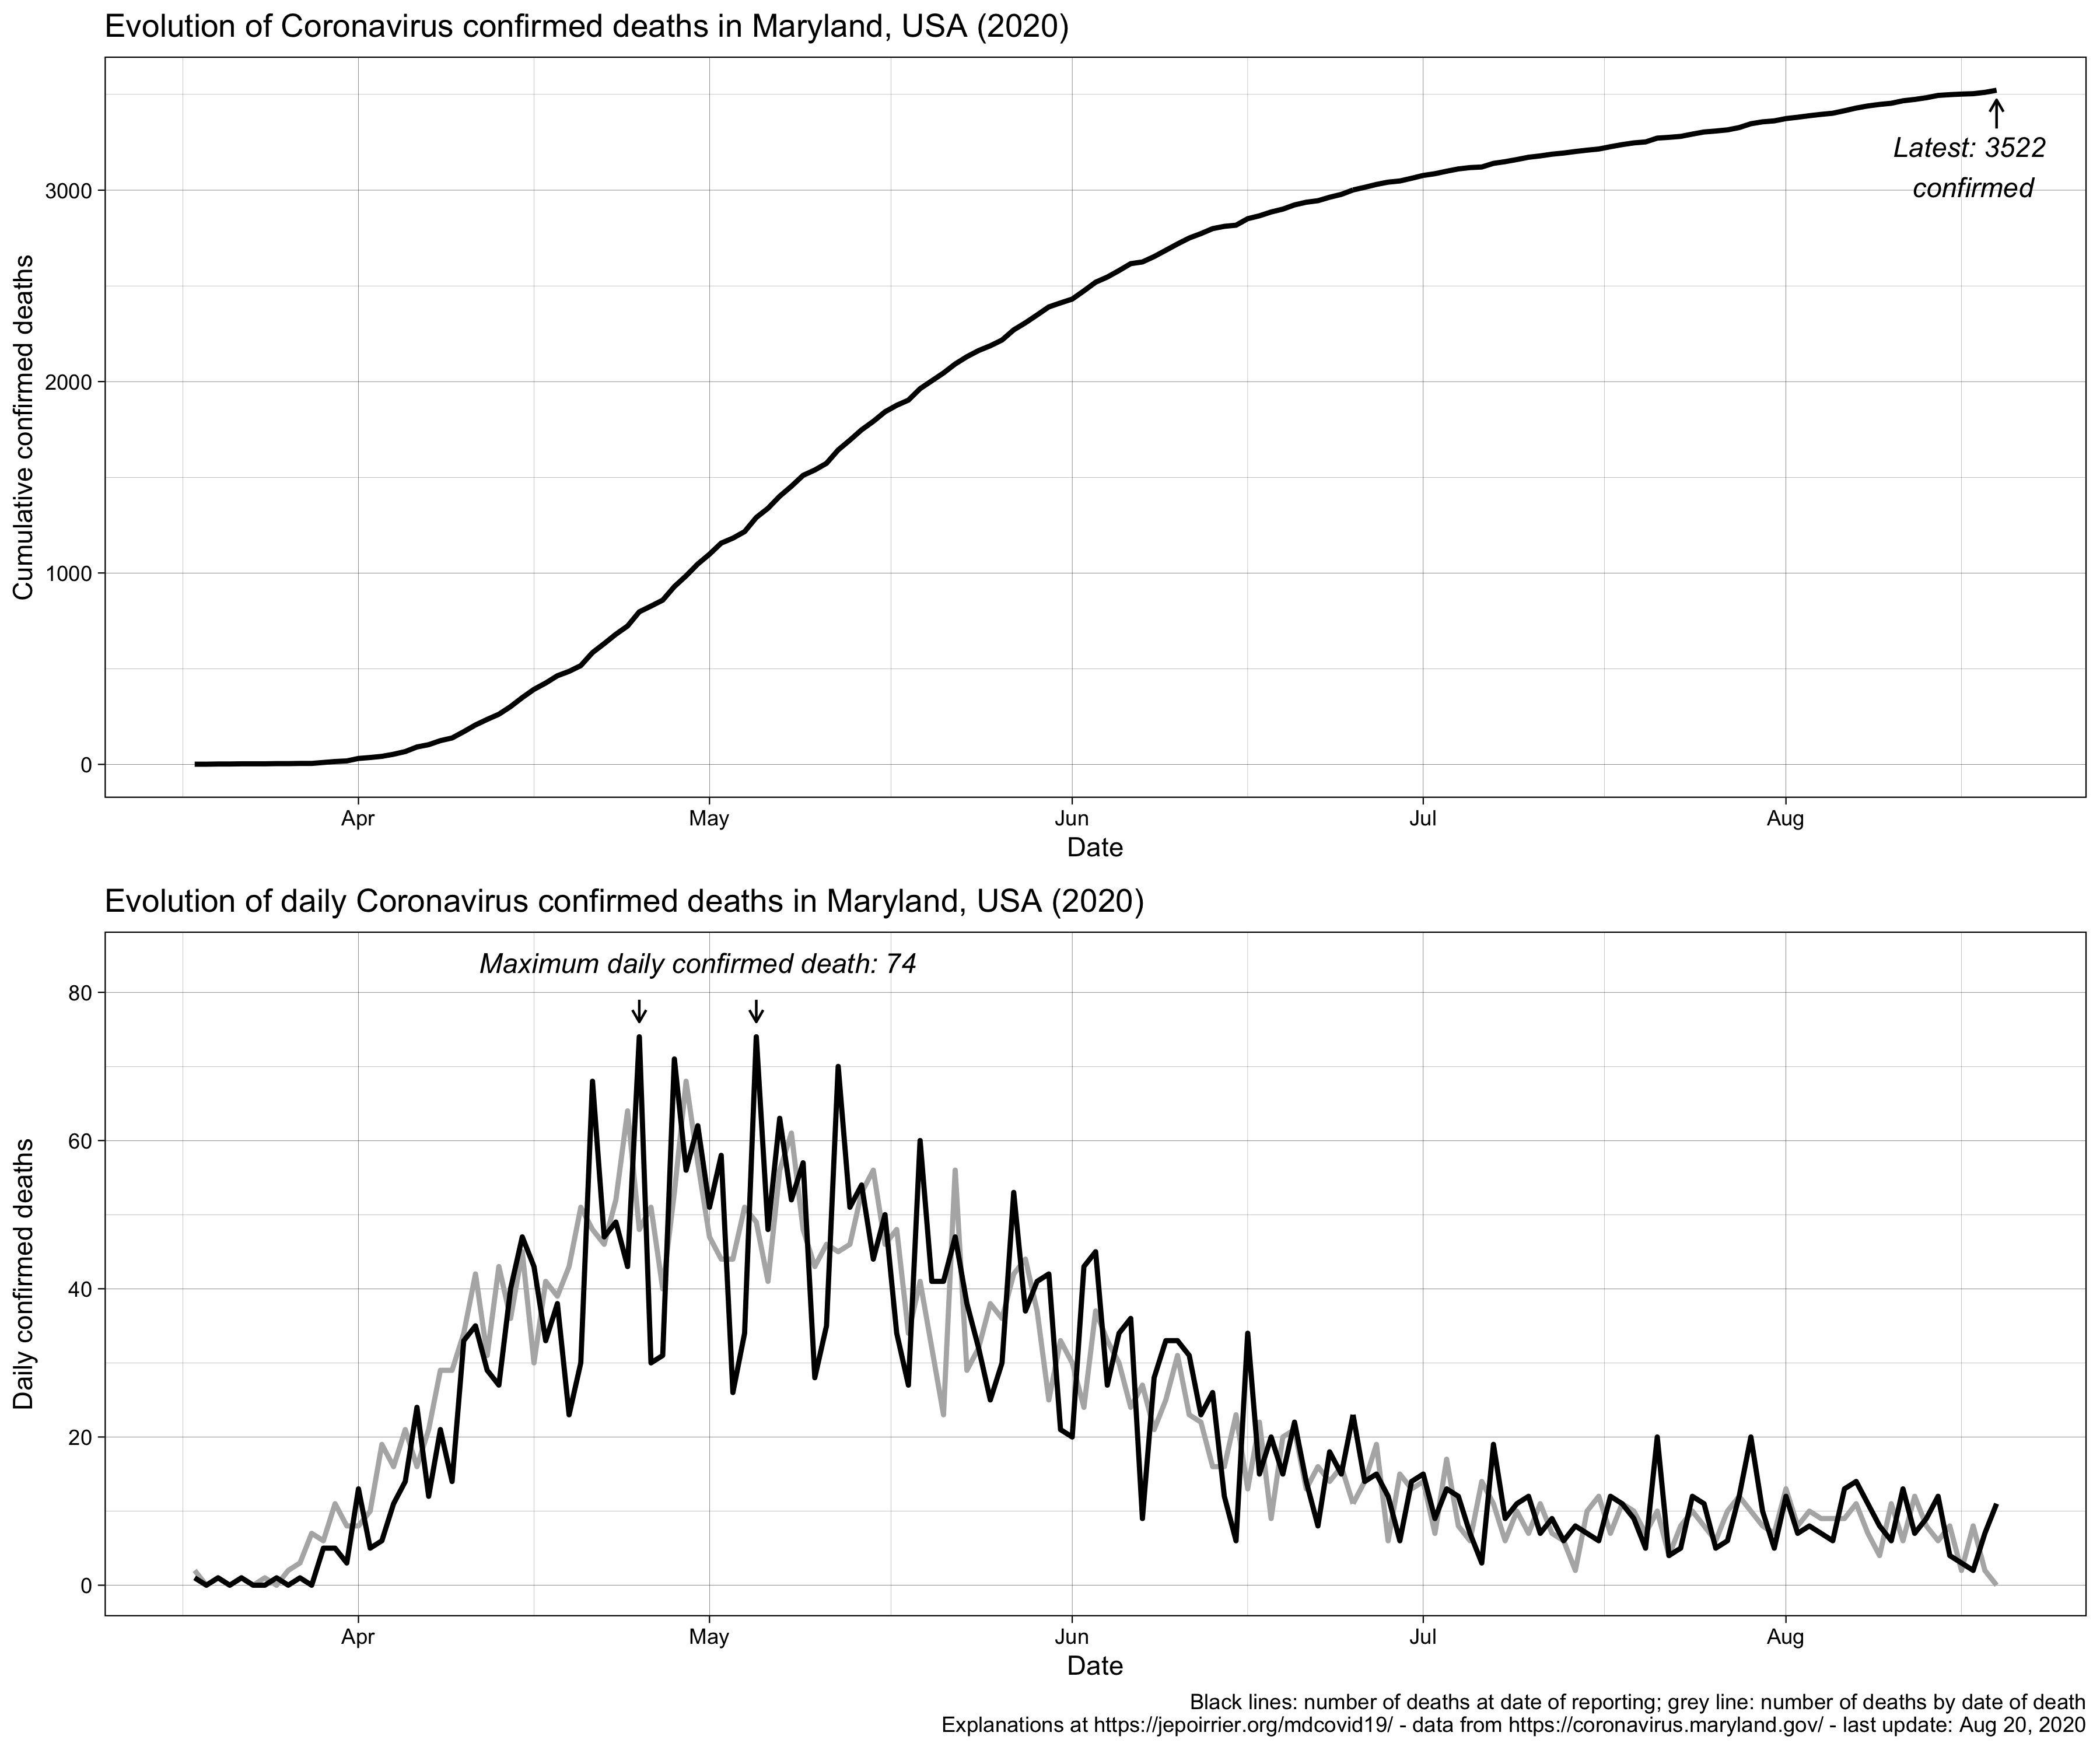 Evolution of Coronavirus confirmed deaths in Maryland, USA (2020)
Cumulative confirmed deaths
3000
2000
1000
0
Latest: 3522
confirmed
Apr May Jun Jul Aug
Date
Evolution of daily Coronavirus confirmed deaths in Maryland, USA (2020)
Daily confirmed deaths
Maximum daily confirmed death: 74
80
60
40
20
0
Apr May Jun Jul Aug
Date
Black lines: number of deaths at date of reporting; grey line: number of deaths by date of death
Explanations at https://jepoirrier.org/mdcovid19/ - data from https://coronavirus.maryland.gov/ - last update: Aug 20, 2020